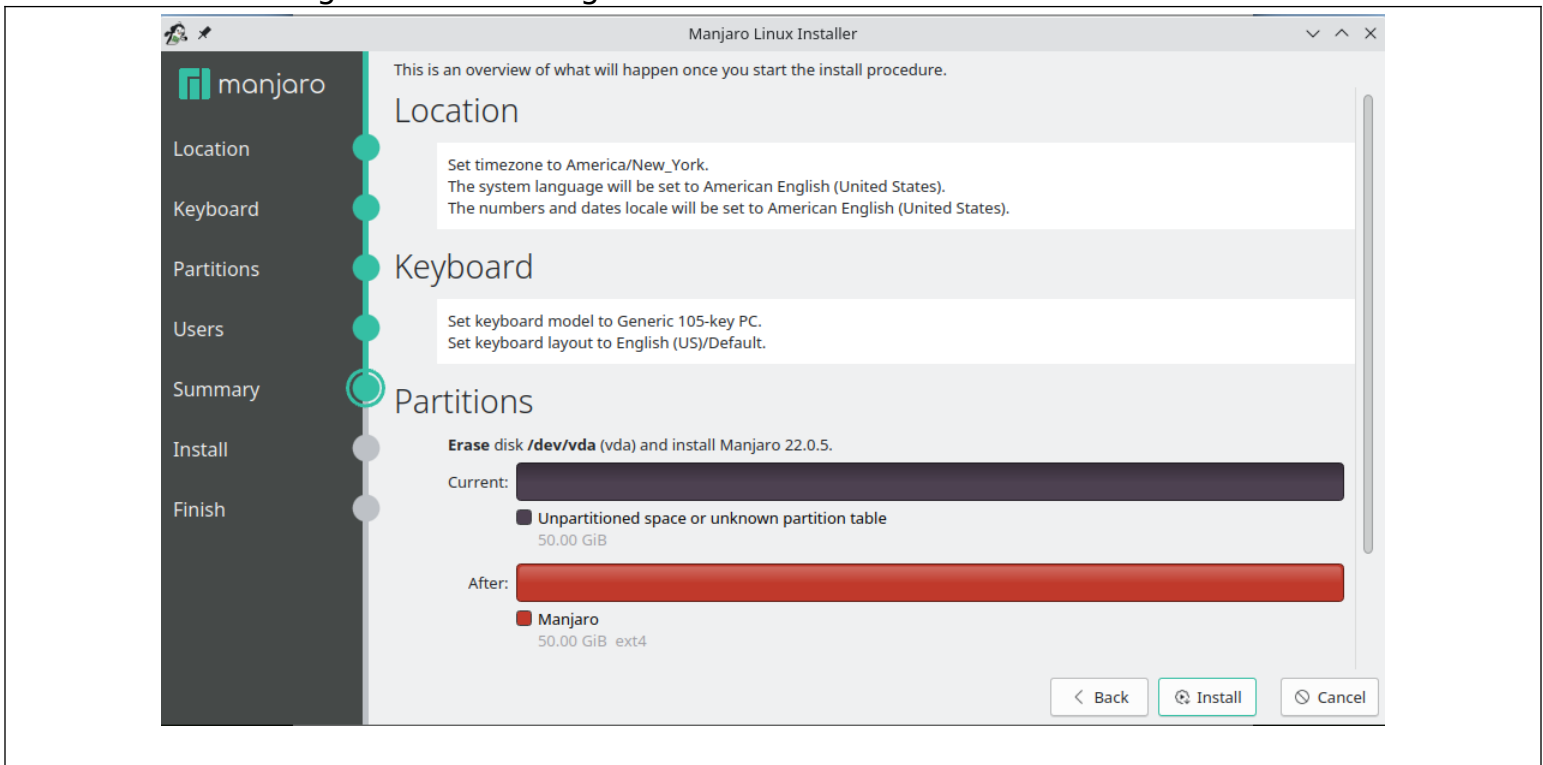 Manjaro Linux Installer
manjaro
Location
Keyboard
Partitions
Users
Summary
Install
Finish
This is an overview of what will happen once you start the install procedure.
Location
Set timezone to America/New_York.
The system language will be set to American English (United States).
The numbers and dates locale will be set to American English (United States).
Keyboard
Set keyboard model to Generic 105-key PC.
Set keyboard layout to English (US)/Default.
Partitions
Erase disk /dev/vda (vda) and install Manjaro 22.0.5.
Current:
Unpartitioned space or unknown partition table
50.00 GiB
After:
Manjaro
50.00 GiB ext4
Back
Install
Cancel